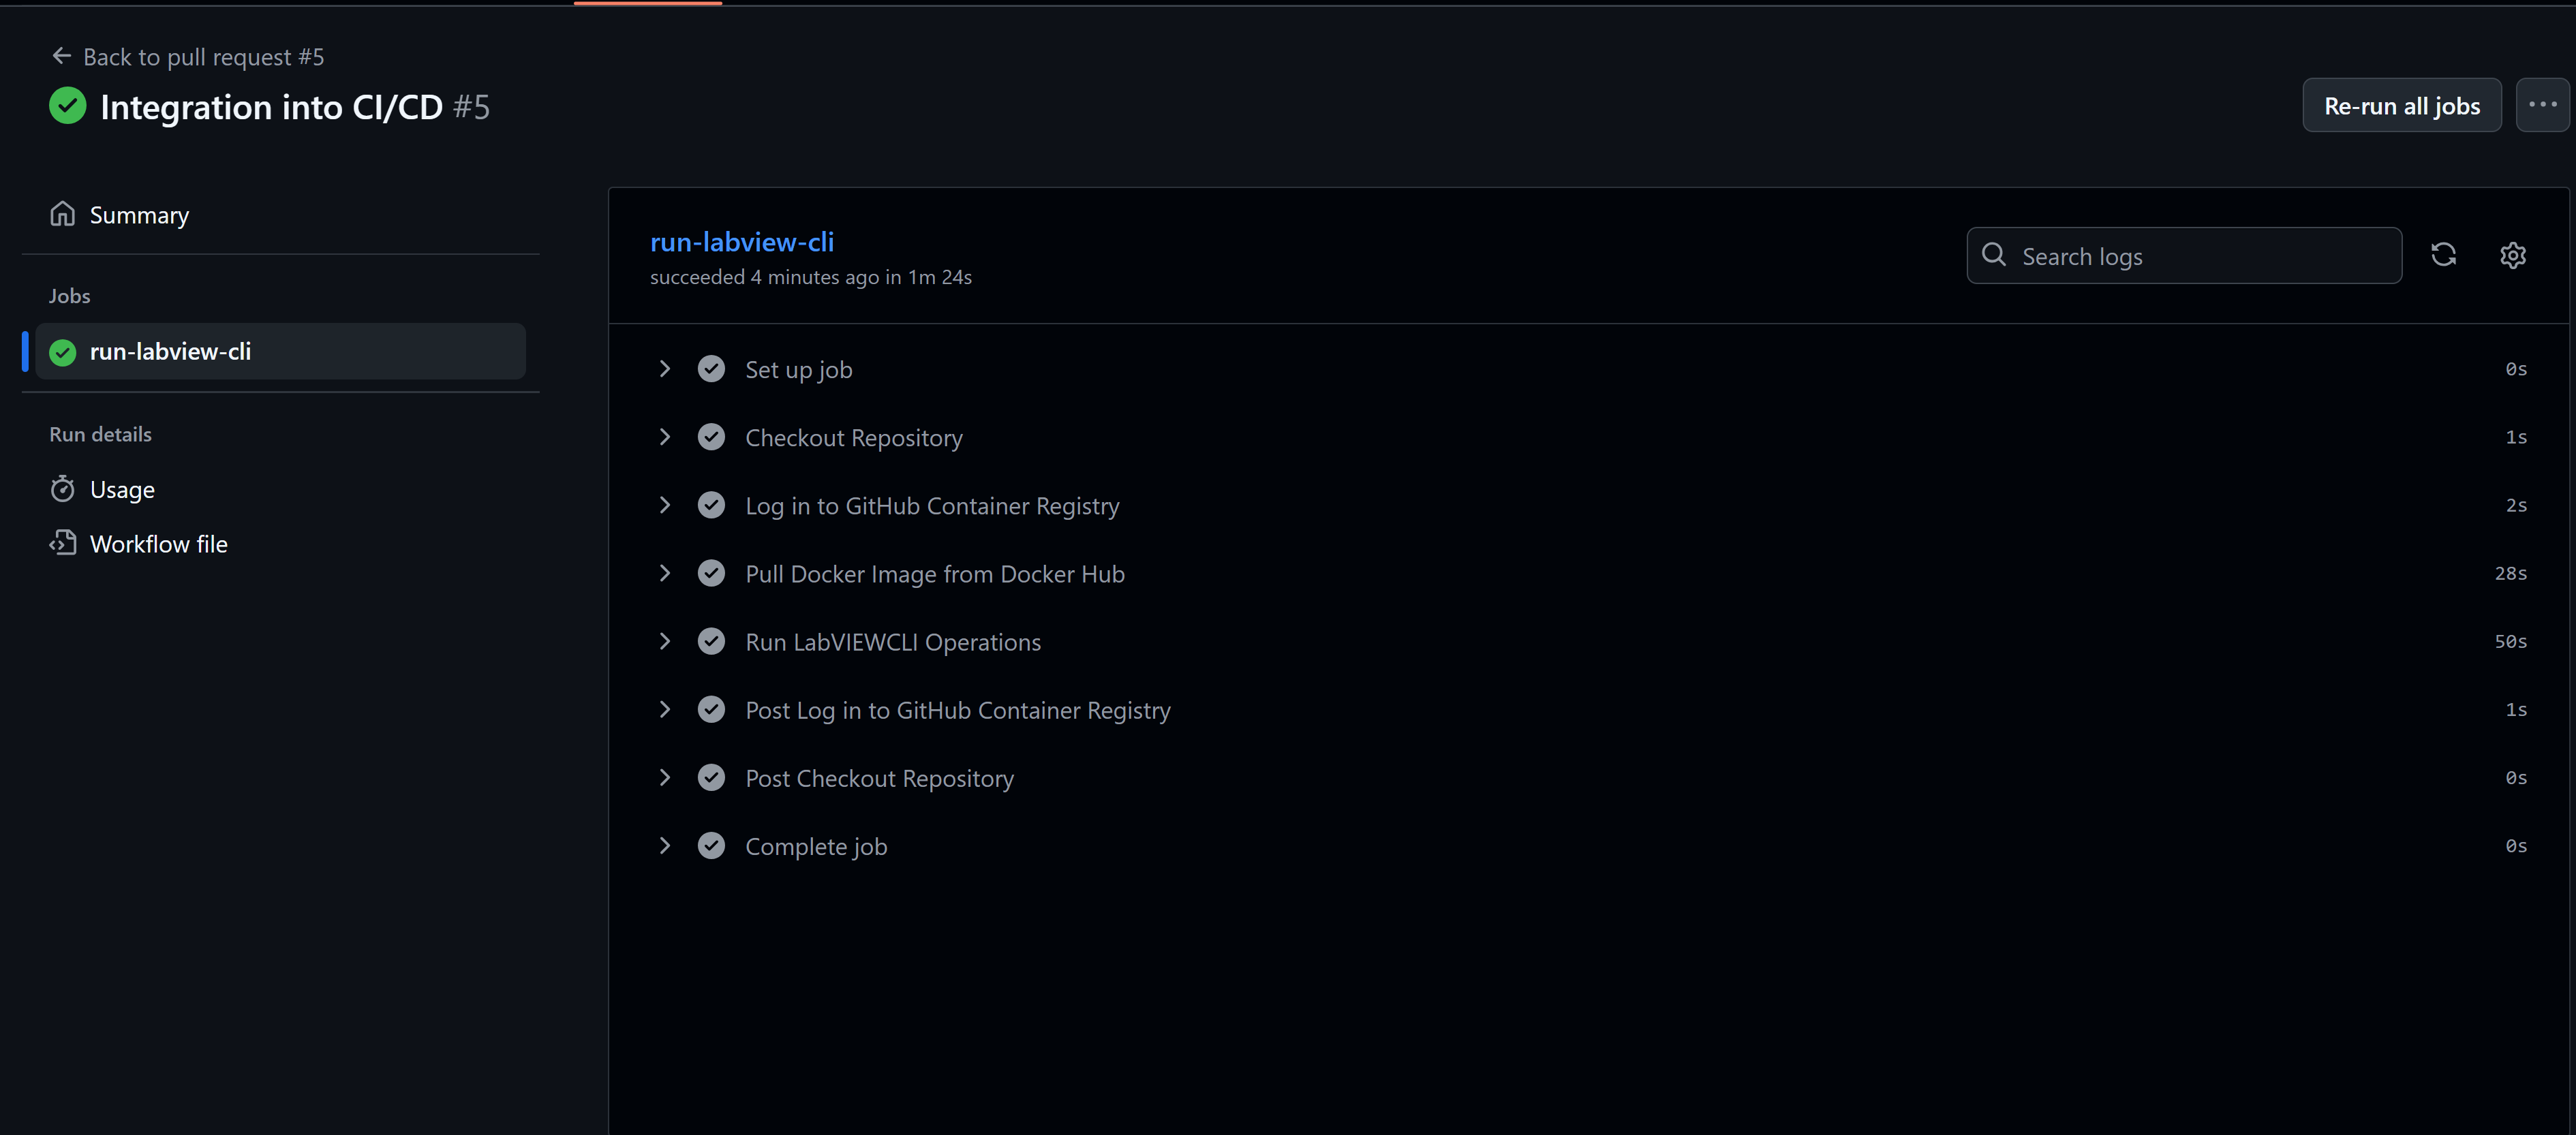 Back to pull request #5
Integration into CI/CD #5
Re-run all jobs
Summary
Jobs
run-labview-cli
Run details
Usage
Workflow file
run-labview-cli
succeeded 4 minutes ago in 1m 24s
Search logs
Set up job 0s
Checkout Repository 1s
Log in to GitHub Container Registry 2s
Pull Docker Image from Docker Hub 28s
Run LabVIEWCLI Operations 50s
Post Log in to GitHub Container Registry 1s
Post Checkout Repository 0s
Complete job 0s